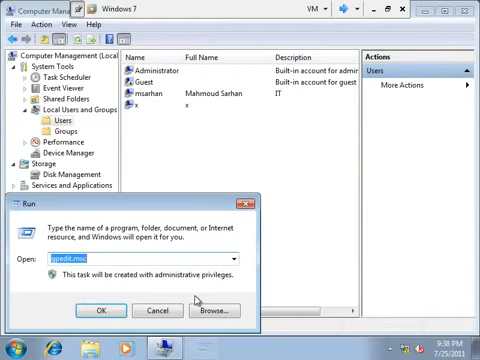 Computer Mana
Windows 7
VM
File Action View Help
Computer Management (Local
System Tools
Task Scheduler
Event Viewer
Shared Folders
Local Users and Groups
Users
Groups
Performance
Device Manager
Storage
Disk Management
Services and Applications
Name Full Name Description
Administrator Built-in account for admir
Guest Built-in account for guest
msarhan Mahmoud Sarhan IT
x x
Actions
Users
More Actions
Run
Type the name of a program, folder, document, or Internet
resource, and Windows will open it for you.
Open: gpedit.msc
This task will be created with administrative privileges.
OK Cancel Browse...
9:38 PM
7/25/2011